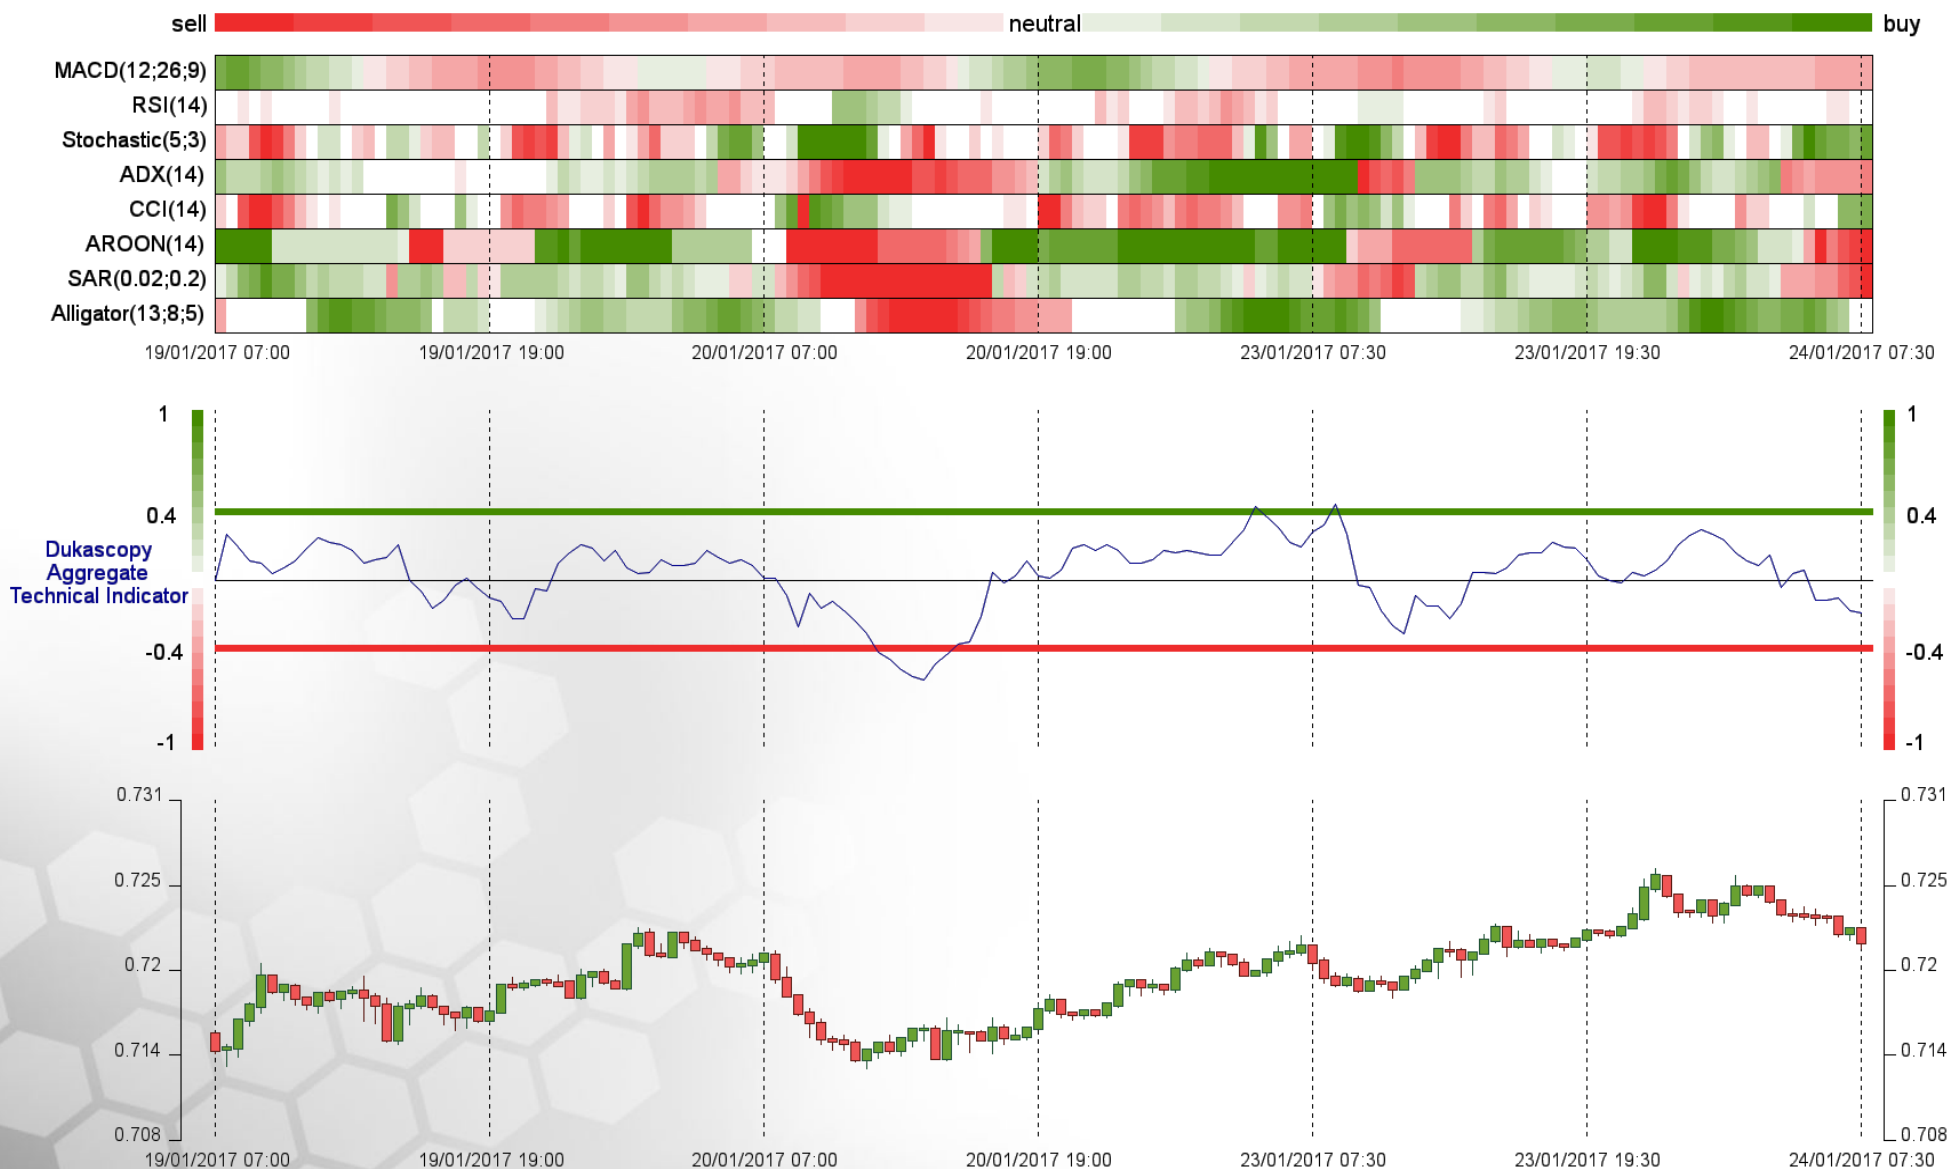 sell neutral buy
MACD(12;26;9)
RSI(14)
Stochastic(5;3)
ADX(14)
CCI(14)
AROON(14)
SAR(0.02;0.2)
Alligator(13;8;5)
19/01/2017 07:00 19/01/2017 19:00 20/01/2017 07:00 20/01/2017 19:00 23/01/2017 07:30 23/01/2017 19:30 24/01/2017 07:30
1 1
0.4 0.4
Dukascopy
Aggregate
Technical Indicator
-0.4 -0.4
-1 -1
0.731 0.731
0.725 0.725
0.72 0.72
0.714 0.714
0.708 0.708
19/01/2017 07:00 19/01/2017 19:00 20/01/2017 07:00 20/01/2017 19:00 23/01/2017 07:30 23/01/2017 19:30 24/01/2017 07:30